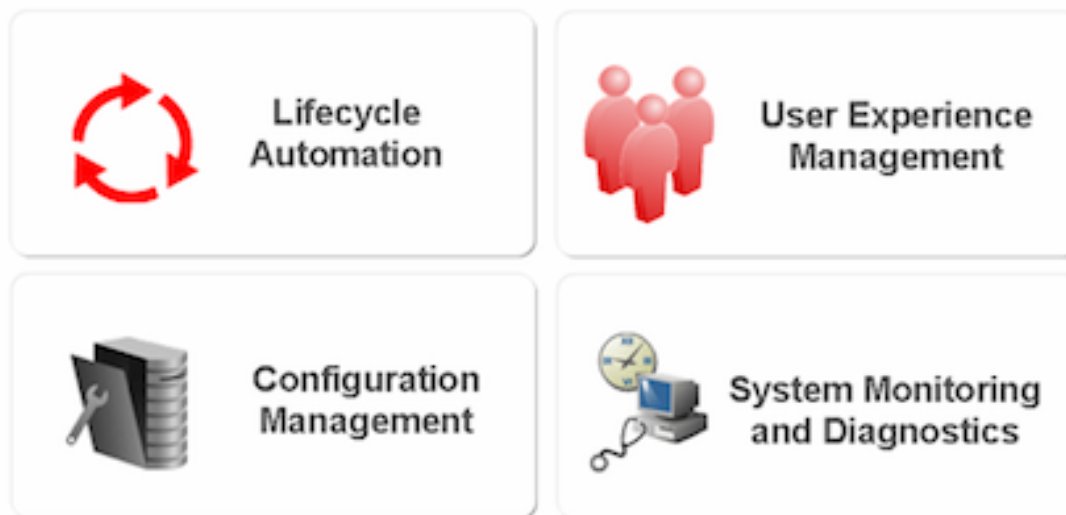 Lifecycle
Automation
User Experience
Management
Configuration
Management
System Monitoring
and Diagnostics